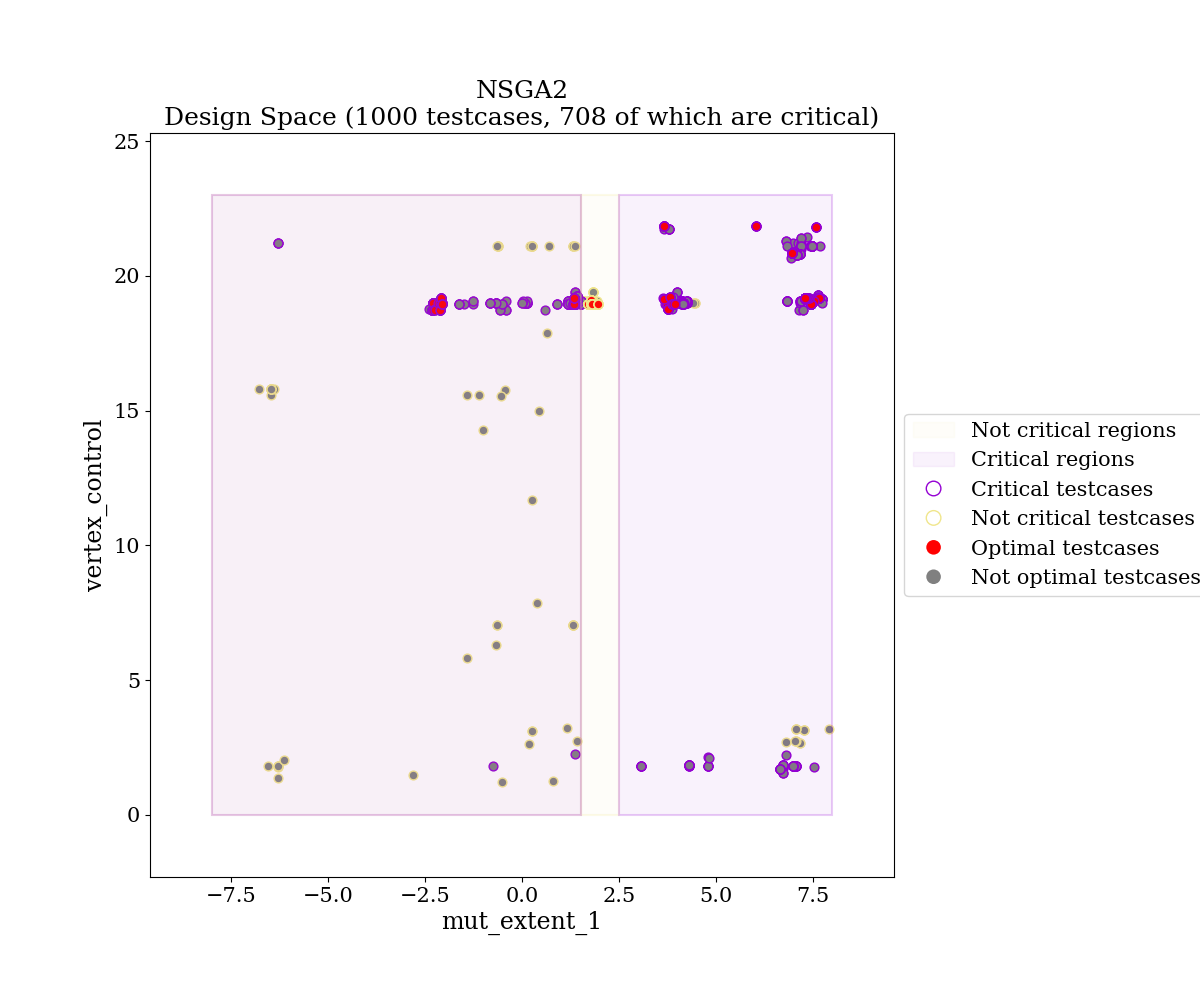 NSGA2
Design Space (1000 testcases, 708 of which are critical)
25
20
15
10
5
0
vertex_control
−7.5
−5.0
−2.5
0.0
2.5
5.0
7.5
mut_extent_1
Not critical regions
Critical regions
Critical testcases
Not critical testcases
Optimal testcases
Not optimal testcases